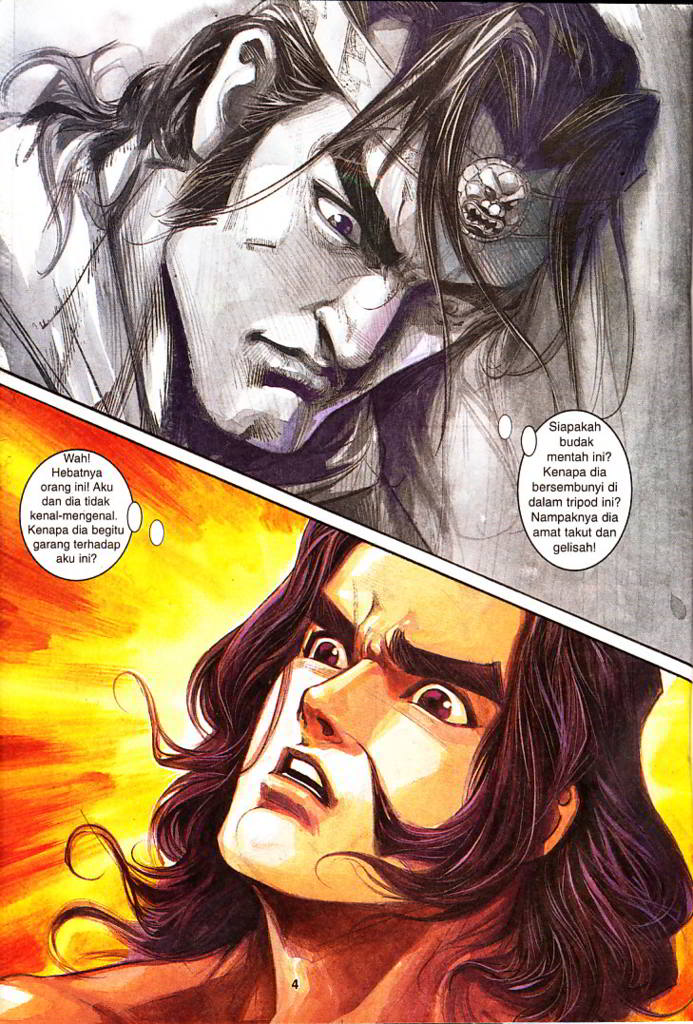 Siapakah
budak
mentah ini?
Kenapa dia
bersembunyi di
dalam tripod ini?
Nampaknya dia
amat takut dan
gelisah!
Wah!
Hebatnya
orang ini! Aku
dan dia tidak
kenal-mengenal.
Kenapa dia begitu
garang terhadap
aku ini?
4